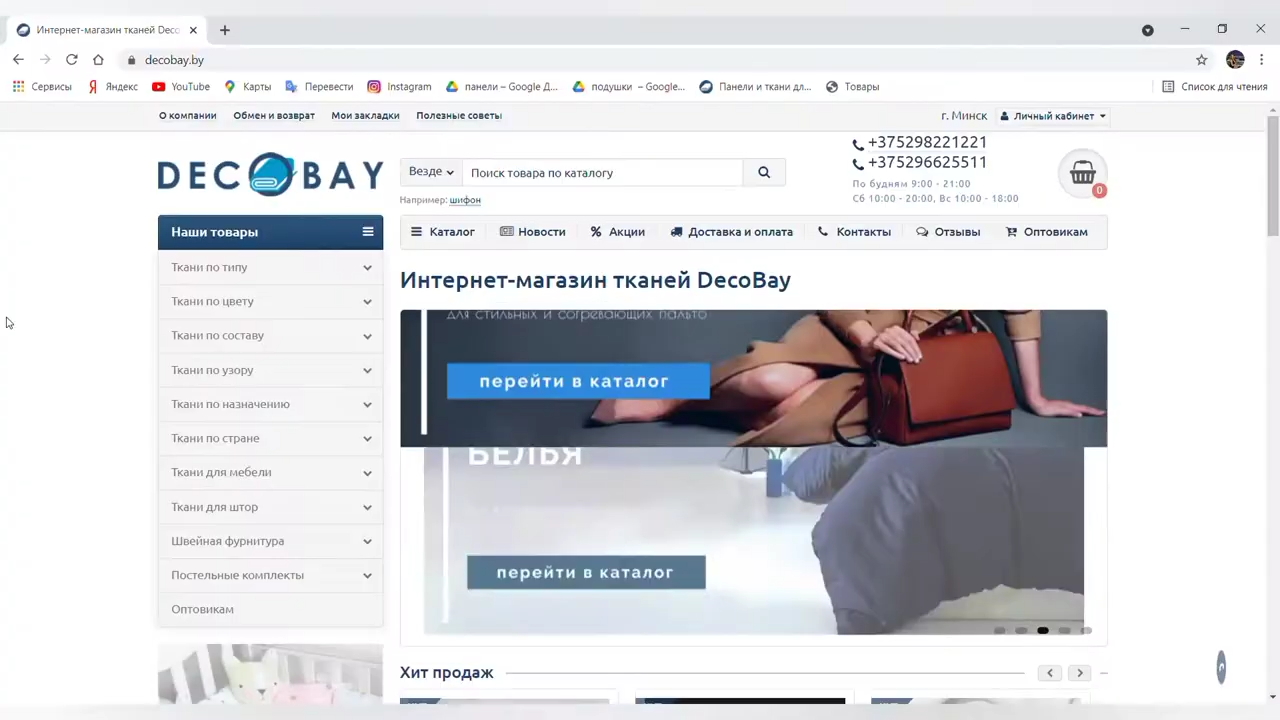 Интернет-магазин тканей Deco
decobay.by
Сервисы Яндекс YouTube Карты Перевести Instagram панели – Google Д... подушки – Google... Панели и ткани дл... Товары Список для чтения
О компании Обмен и возврат Мои закладки Полезные советы г. Минск Личный кабинет
DECOBAY
Везде Поиск товара по каталогу
Например: шифон
+375298221221
+375296625511
По будням 9:00 - 21:00
Сб 10:00 - 20:00, Вс 10:00 - 18:00
0
Наши товары
Каталог Новости Акции Доставка и оплата Контакты Отзывы Оптовикам
Ткани по типу
Ткани по цвету
Ткани по составу
Ткани по узору
Ткани по назначению
Ткани по стране
Ткани для мебели
Ткани для штор
Швейная фурнитура
Постельные комплекты
Оптовикам
Интернет-магазин тканей DecoBay
для стильных и согревающих пальто
перейти в каталог
БЕЛЬЯ
перейти в каталог
Хит продаж